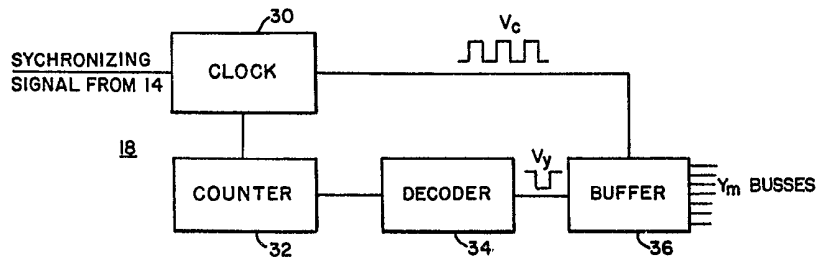 30
Vc
SYCHRONIZING
SIGNAL FROM 14
CLOCK
18
Vy
COUNTER
DECODER
BUFFER
Ym BUSSES
32
34
36